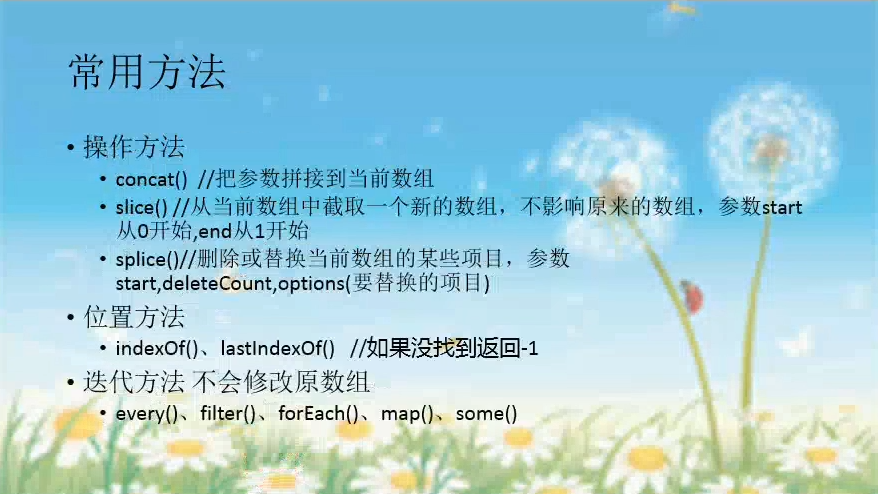 常用方法
• 操作方法
• concat() //把参数拼接到当前数组
• slice() //从当前数组中截取一个新的数组，不影响原来的数组，参数start
从0开始,end从1开始
• splice()//删除或替换当前数组的某些项目，参数
start,deleteCount,options(要替换的项目)
• 位置方法
• indexOf()、lastIndexOf() //如果没找到返回-1
• 迭代方法 不会修改原数组
• every()、filter()、forEach()、map()、some()